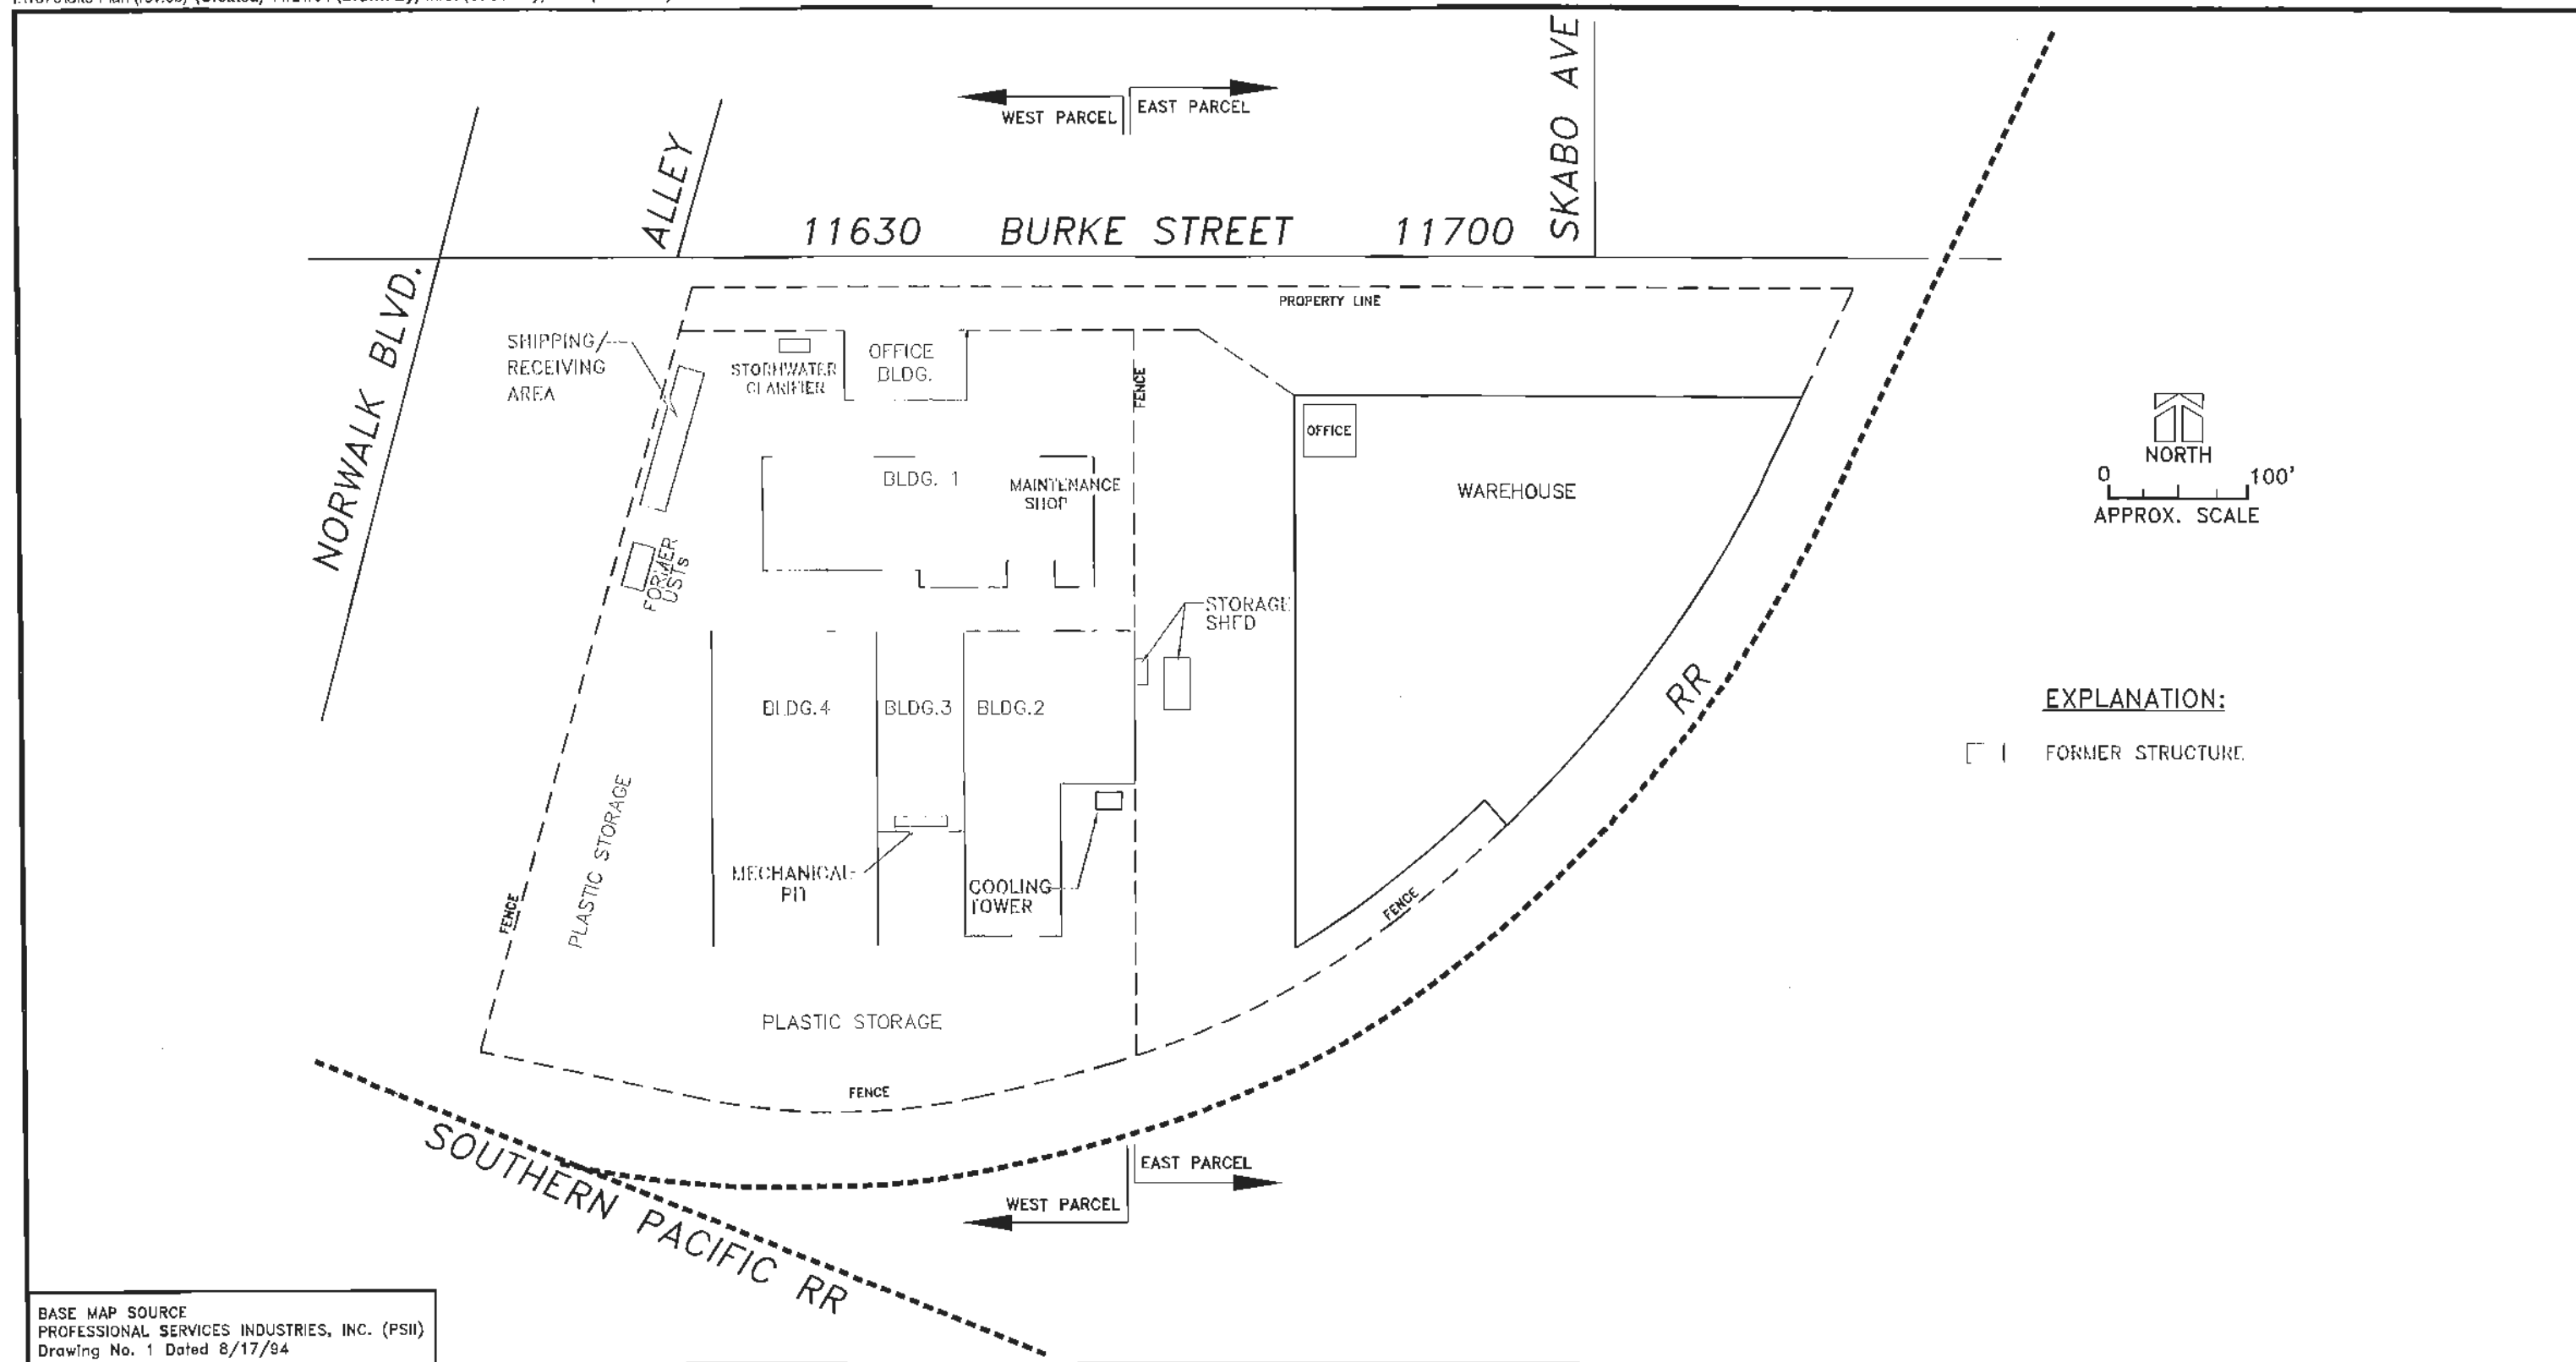 WEST PARCEL
EAST PARCEL
SKABO AVE
ALLEY
11630 BURKE STREET 11700
NORWALK BLVD.
PROPERTY LINE
SHIPPING/
RECEIVING
AREA
STORMWATER
CLARIFIER
OFFICE
BLDG.
FENCE
OFFICE
NORTH
0 100'
APPROX. SCALE
BLDG. 1
MAINTENANCE
SHOP
WAREHOUSE
FORMER
USTs
STORAGE
SHED
RR
EXPLANATION:
FORMER STRUCTURE
BLDG.4
BLDG.3
BLDG.2
PLASTIC STORAGE
FENCE
MECHANICAL
PIT
COOLING
TOWER
FENCE
PLASTIC STORAGE
FENCE
SOUTHERN PACIFIC RR
EAST PARCEL
WEST PARCEL
BASE MAP SOURCE
PROFESSIONAL SERVICES INDUSTRIES, INC. (PSII)
Drawing No. 1 Dated 8/17/94